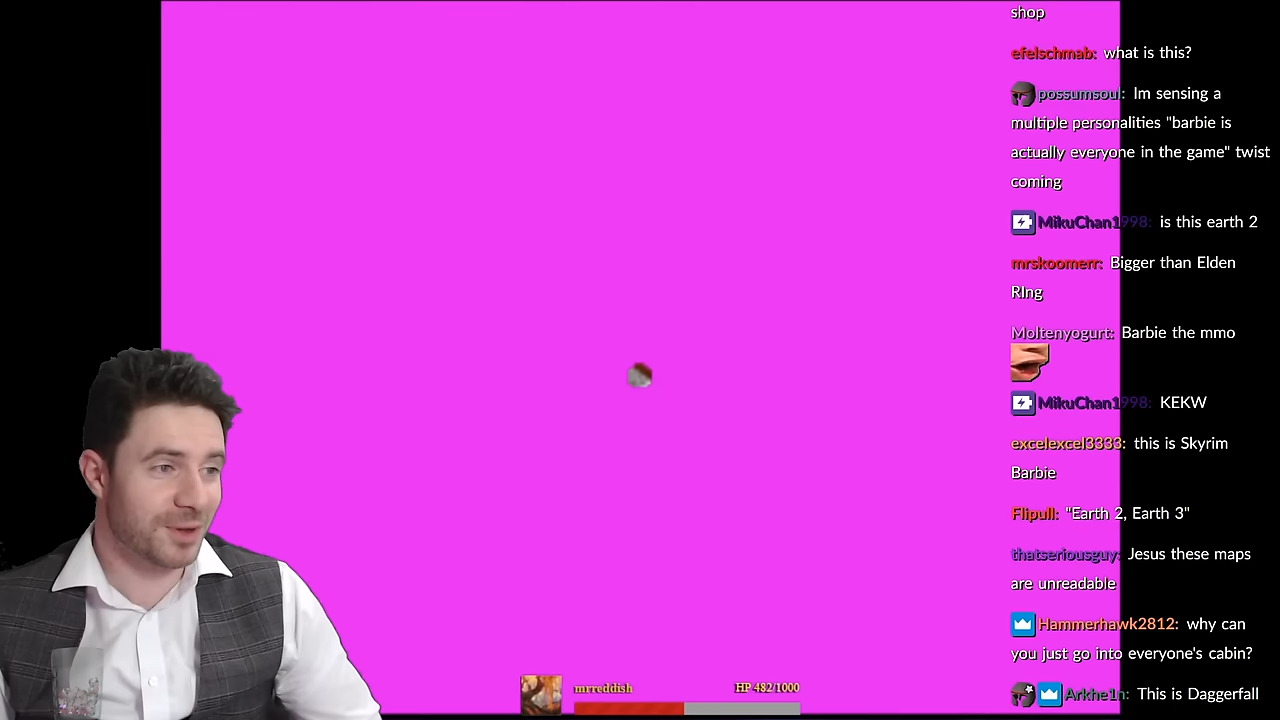 shop
efelschmab: what is this?
possumsoul: Im sensing a
multiple personalities "barbie is
actually everyone in the game" twist
coming
MikuChan1998: is this earth 2
mrskoomerr: Bigger than Elden
RIng
Moltenyogurt: Barbie the mmo
MikuChan1998: KEKW
excelexcel3333: this is Skyrim
Barbie
Flipull: "Earth 2, Earth 3"
thatseriousguy: Jesus these maps
are unreadable
Hammerhawk2812: why can
you just go into everyone's cabin?
Arkhe1n: This is Daggerfall
mrreddish HP 482/1000